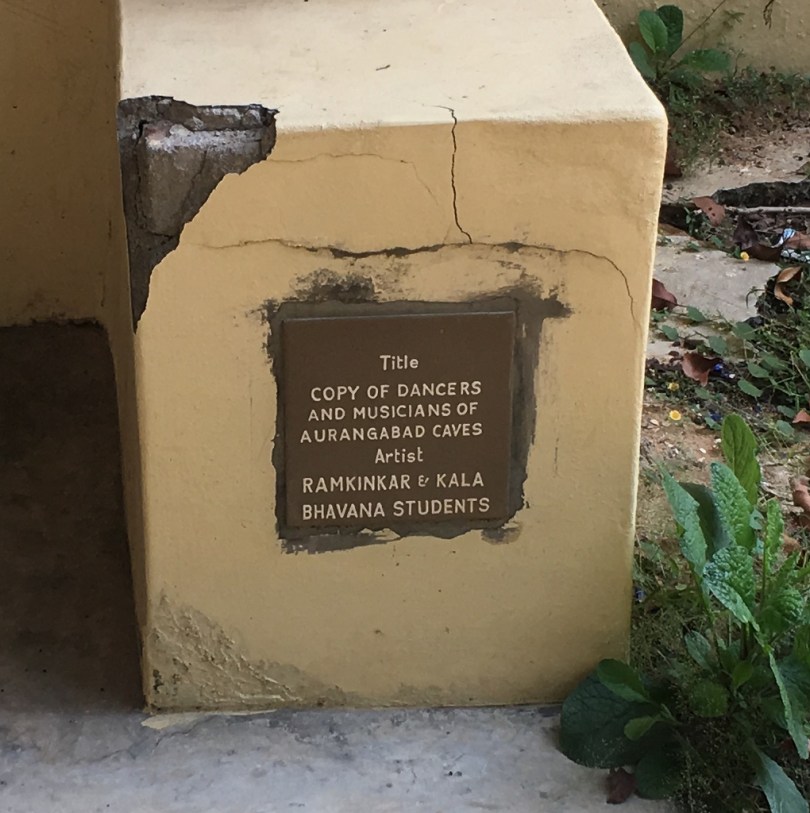 Title
COPY OF DANCERS
AND MUSICIANS OF
AURANGABAD CAVES
Artist
RAMKINKAR & KALA
BHAVANA STUDENTS